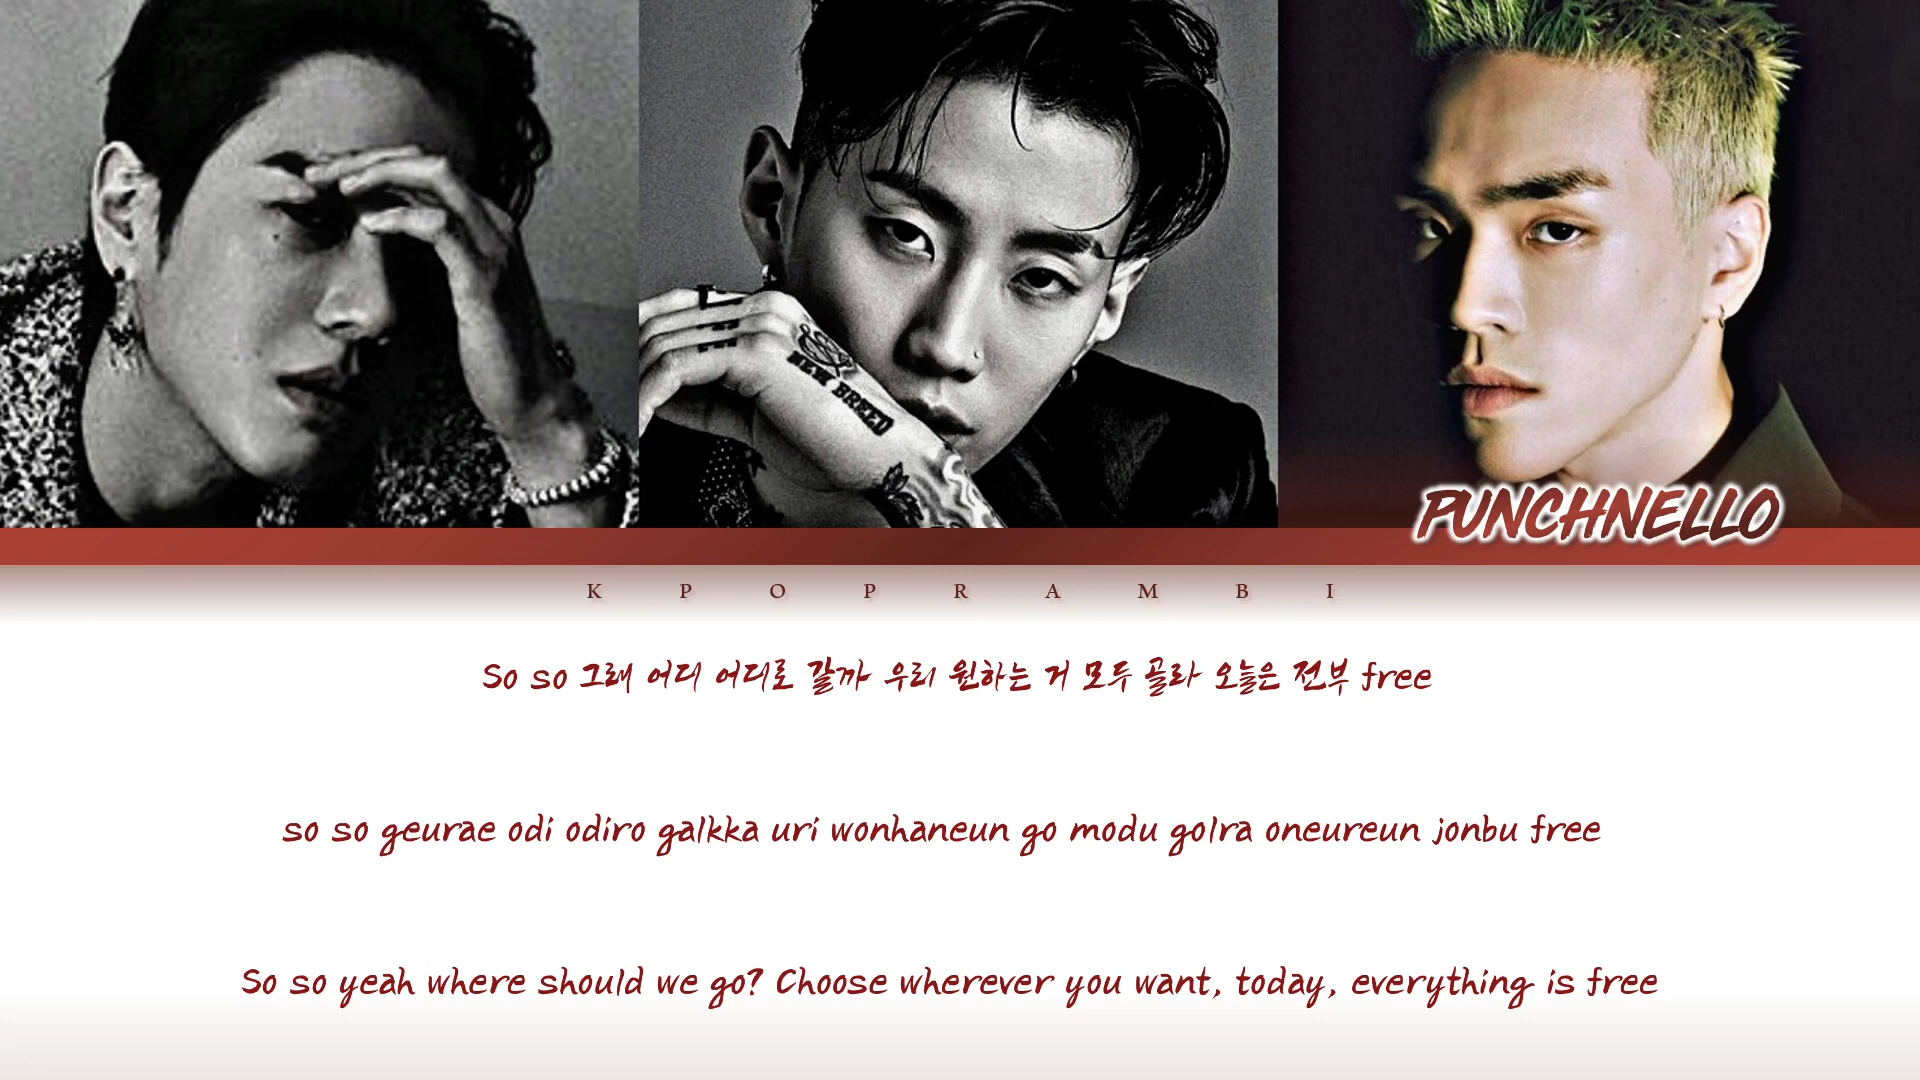 NEW BREED
PUNCHNELLO
KPOPRAMBI
So so 그래 어디 어디로 갈까 우리 원하는 거 모두 골라 오늘은 전부 free
so so geurae odi odiro galkka uri wonhaneun go modu golra oneureun jonbu free
So so yeah where should we go? Choose wherever you want, today, everything is free